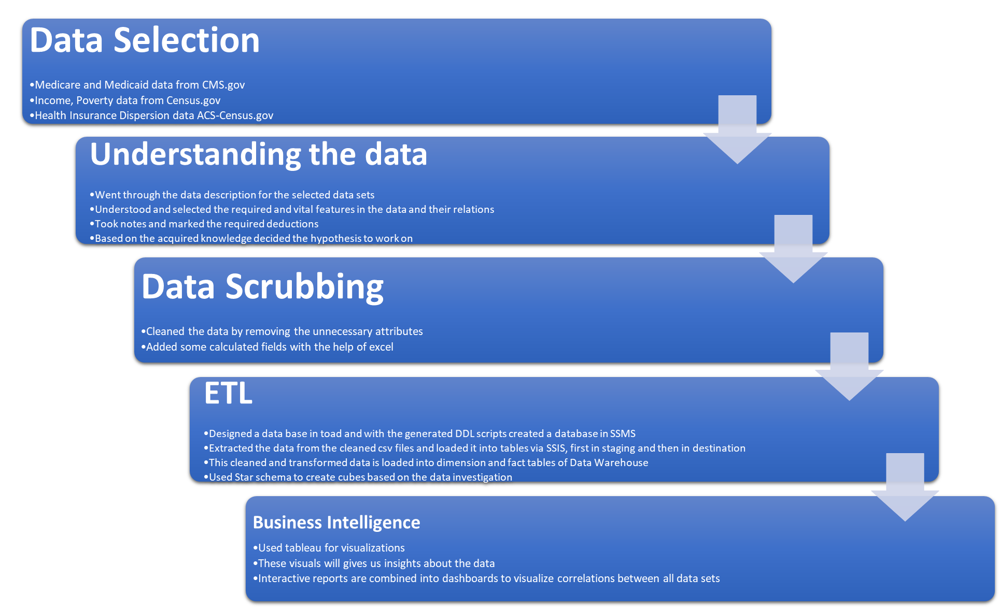 Data Selection
•Medicare and Medicaid data from CMS.gov
•Income, Poverty data from Census.gov
•Health Insurance Dispersion data ACS-Census.gov
Understanding the data
•Went through the data description for the selected data sets
•Understood and selected the required and vital features in the data and their relations
•Took notes and marked the required deductions
•Based on the acquired knowledge decided the hypothesis to work on
Data Scrubbing
•Cleaned the data by removing the unnecessary attributes
•Added some calculated fields with the help of excel
ETL
•Designed a data base in toad and with the generated DDL scripts created a database in SSMS
•Extracted the data from the cleaned csv files and loaded it into tables via SSIS, first in staging and then in destination
•This cleaned and transformed data is loaded into dimension and fact tables of Data Warehouse
•Used Star schema to create cubes based on the data investigation
Business Intelligence
•Used tableau for visualizations
•These visuals will gives us insights about the data
•Interactive reports are combined into dashboards to visualize correlations between all data sets